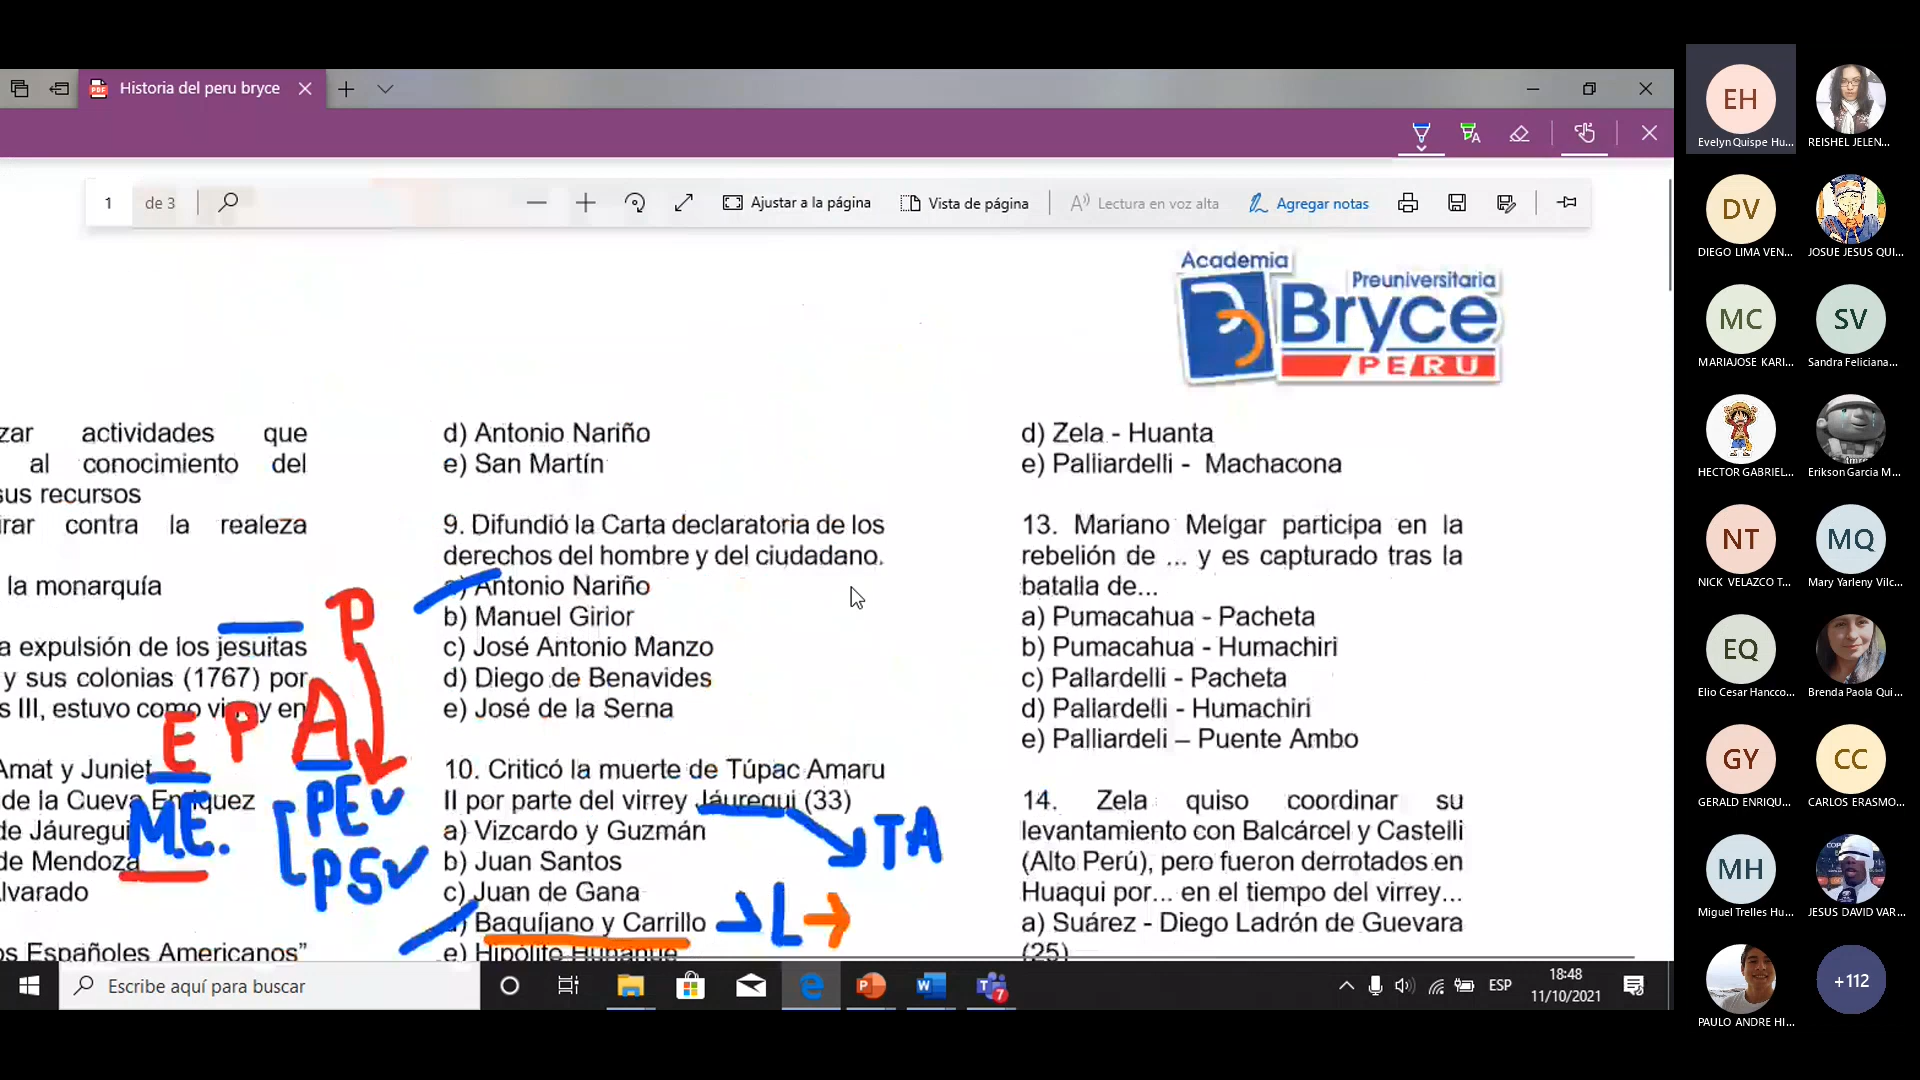 Historia del peru bryce
1 de 3
Ajustar a la página
Vista de página
Lectura en voz alta
Agregar notas
Academia
Preuniversitaria
Bryce
PERU
zar actividades que
al conocimiento del
sus recursos
irar contra la realeza
la monarquía
a expulsión de los jesuitas
y sus colonias (1767) por
s III, estuvo como virrey en
Amat y Juniet
de la Cueva Enríquez
de Jáuregui
de Mendoza
lvarado
os Españoles Americanos”
P
E P A
M.E.
PE
PS
d) Antonio Nariño
e) San Martín
9. Difundió la Carta declaratoria de los
derechos del hombre y del ciudadano.
a) Antonio Nariño
b) Manuel Girior
c) José Antonio Manzo
d) Diego de Benavides
e) José de la Serna
10. Criticó la muerte de Túpac Amaru
II por parte del virrey Jáuregui (33)
a) Vizcardo y Guzmán
b) Juan Santos
c) Juan de Gana
d) Baquíjano y Carrillo
e) Hipólito Hunanue
TA
L
d) Zela - Huanta
e) Palliardelli - Machacona
13. Mariano Melgar participa en la
rebelión de ... y es capturado tras la
batalla de...
a) Pumacahua - Pacheta
b) Pumacahua - Humachiri
c) Pallardelli - Pacheta
d) Pallardelli - Humachiri
e) Palliardeli – Puente Ambo
14. Zela quiso coordinar su
levantamiento con Balcárcel y Castelli
(Alto Perú), pero fueron derrotados en
Huaqui por... en el tiempo del virrey...
a) Suárez - Diego Ladrón de Guevara
(25)
Escribe aquí para buscar
7
ESP
18:48
11/10/2021
EH
Evelyn Quispe Hu...
REISHEL JELEN...
DV
DIEGO LIMA VEN...
JOSUE JESUS QUI...
MC
MARIAJOSE KARI...
SV
Sandra Feliciana...
HECTOR GABRIEL...
Erikson Garcia M...
NT
NICK VELAZCO T...
MQ
Mary Yarleny Vilc...
EQ
Elio Cesar Hancco...
Brenda Paola Qui...
GY
GERALD ENRIQU...
CC
CARLOS ERASMO...
MH
Miguel Trelles Hu...
JESUS DAVID VAR...
PAULO ANDRE HI...
+112